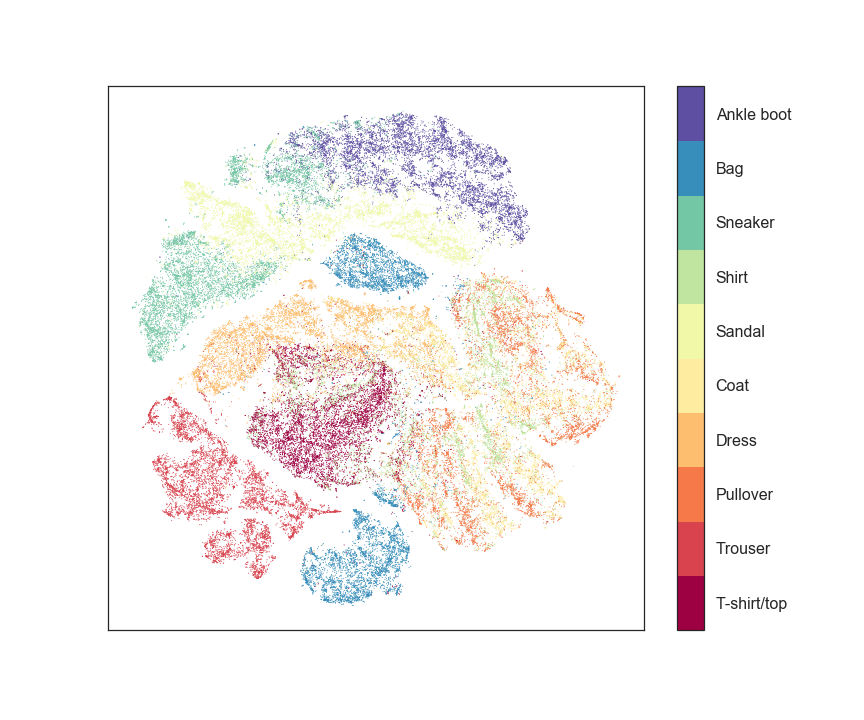 Ankle boot
Bag
Sneaker
Shirt
Sandal
Coat
Dress
Pullover
Trouser
T-shirt/top